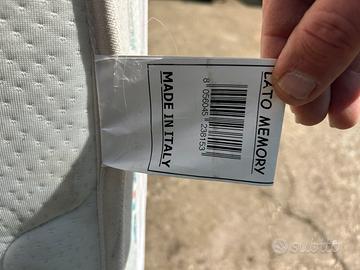 LATO MEMORY
8 056045 238153
MADE IN ITALY
subito